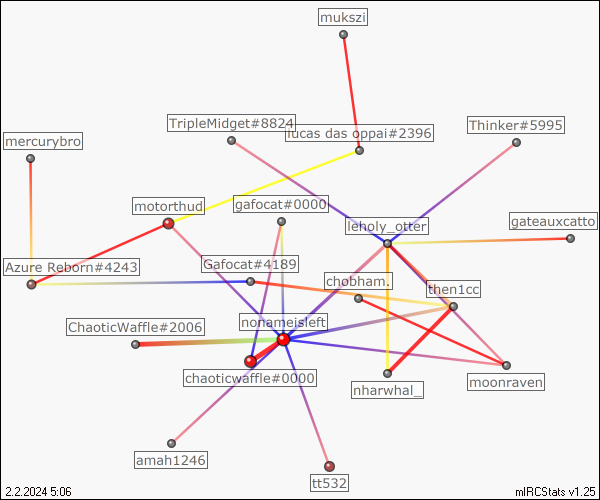 mukszi
TripleMidget#8824
lucas das oppai#2396
Thinker#5995
mercurybro
motorthud
gafocat#0000
leholy_otter
gateauxcatto
Azure Reborn#4243
Gafocat#4189
chobham.
then1cc
ChaoticWaffle#2006
nonameisleft
chaoticwaffle#0000
nharwhal_
moonraven
amah1246
tt532
2.2.2024 5:06
mIRCStats v1.25